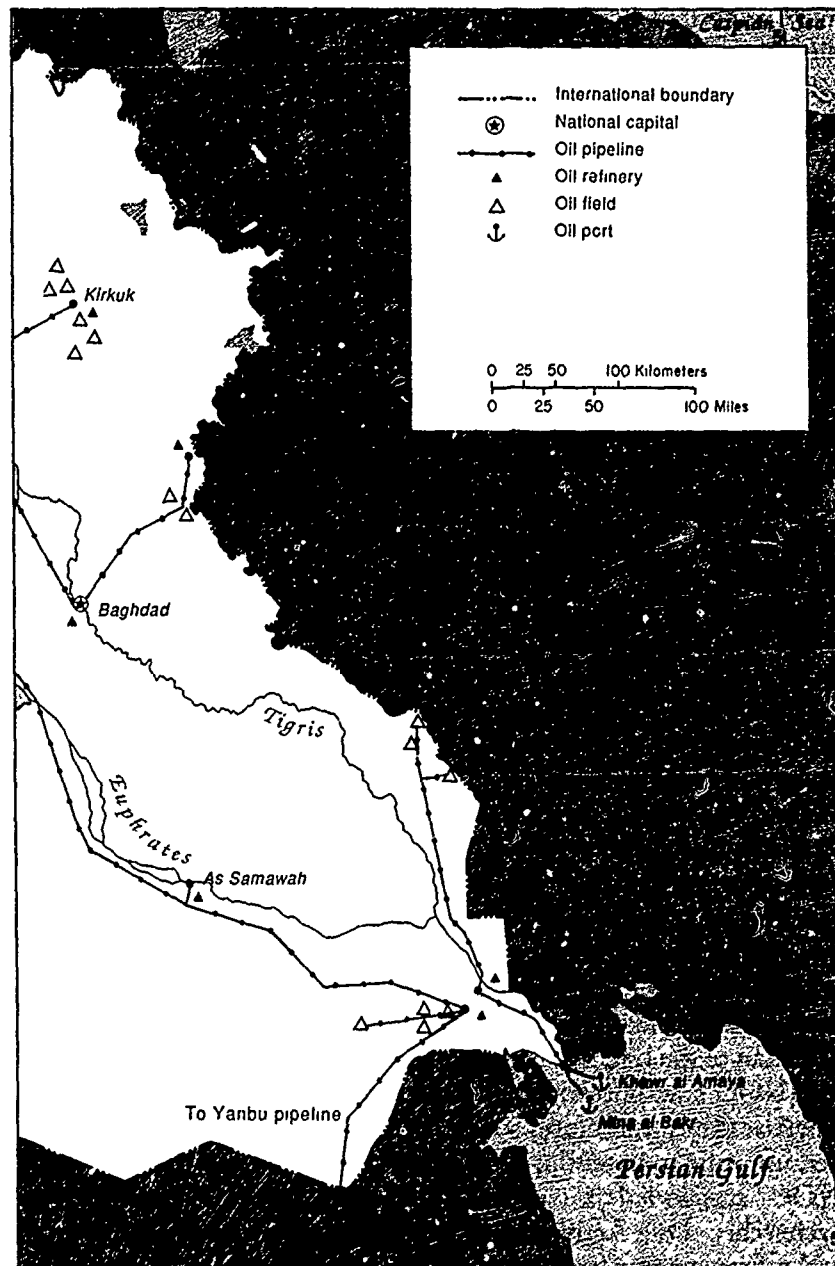 Caspian Sea
International boundary
National capital
Oil pipeline
Oil refinery
Oil field
Oil port
Kirkuk
0 25 50 100 Kilometers
0 25 50 100 Miles
Baghdad
Tigris
Euphrates
As Samawah
Khawr al Amaya
Mina al Bakr
To Yanbu pipeline
Persian Gulf